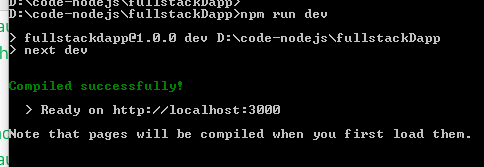 D:\code-nodejs\fullstackDapp>
D:\code-nodejs\fullstackDapp>npm run dev
> fullstackdapp@1.0.0 dev D:\code-nodejs\fullstackDapp
> next dev
Compiled successfully!
> Ready on http://localhost:3000
Note that pages will be compiled when you first load them.